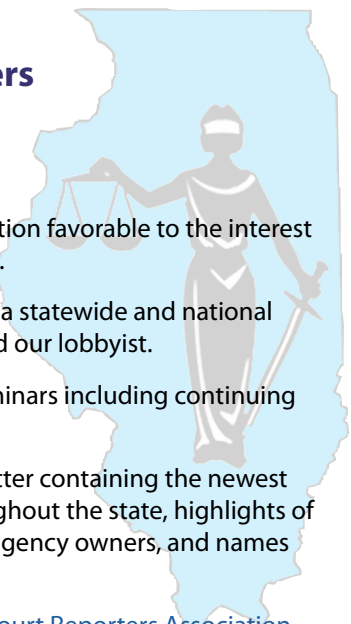 ers
tion favorable to the interest
.
a statewide and national
d our lobbyist.
minars including continuing
tter containing the newest
ghout the state, highlights of
gency owners, and names
ourt Reporters Association